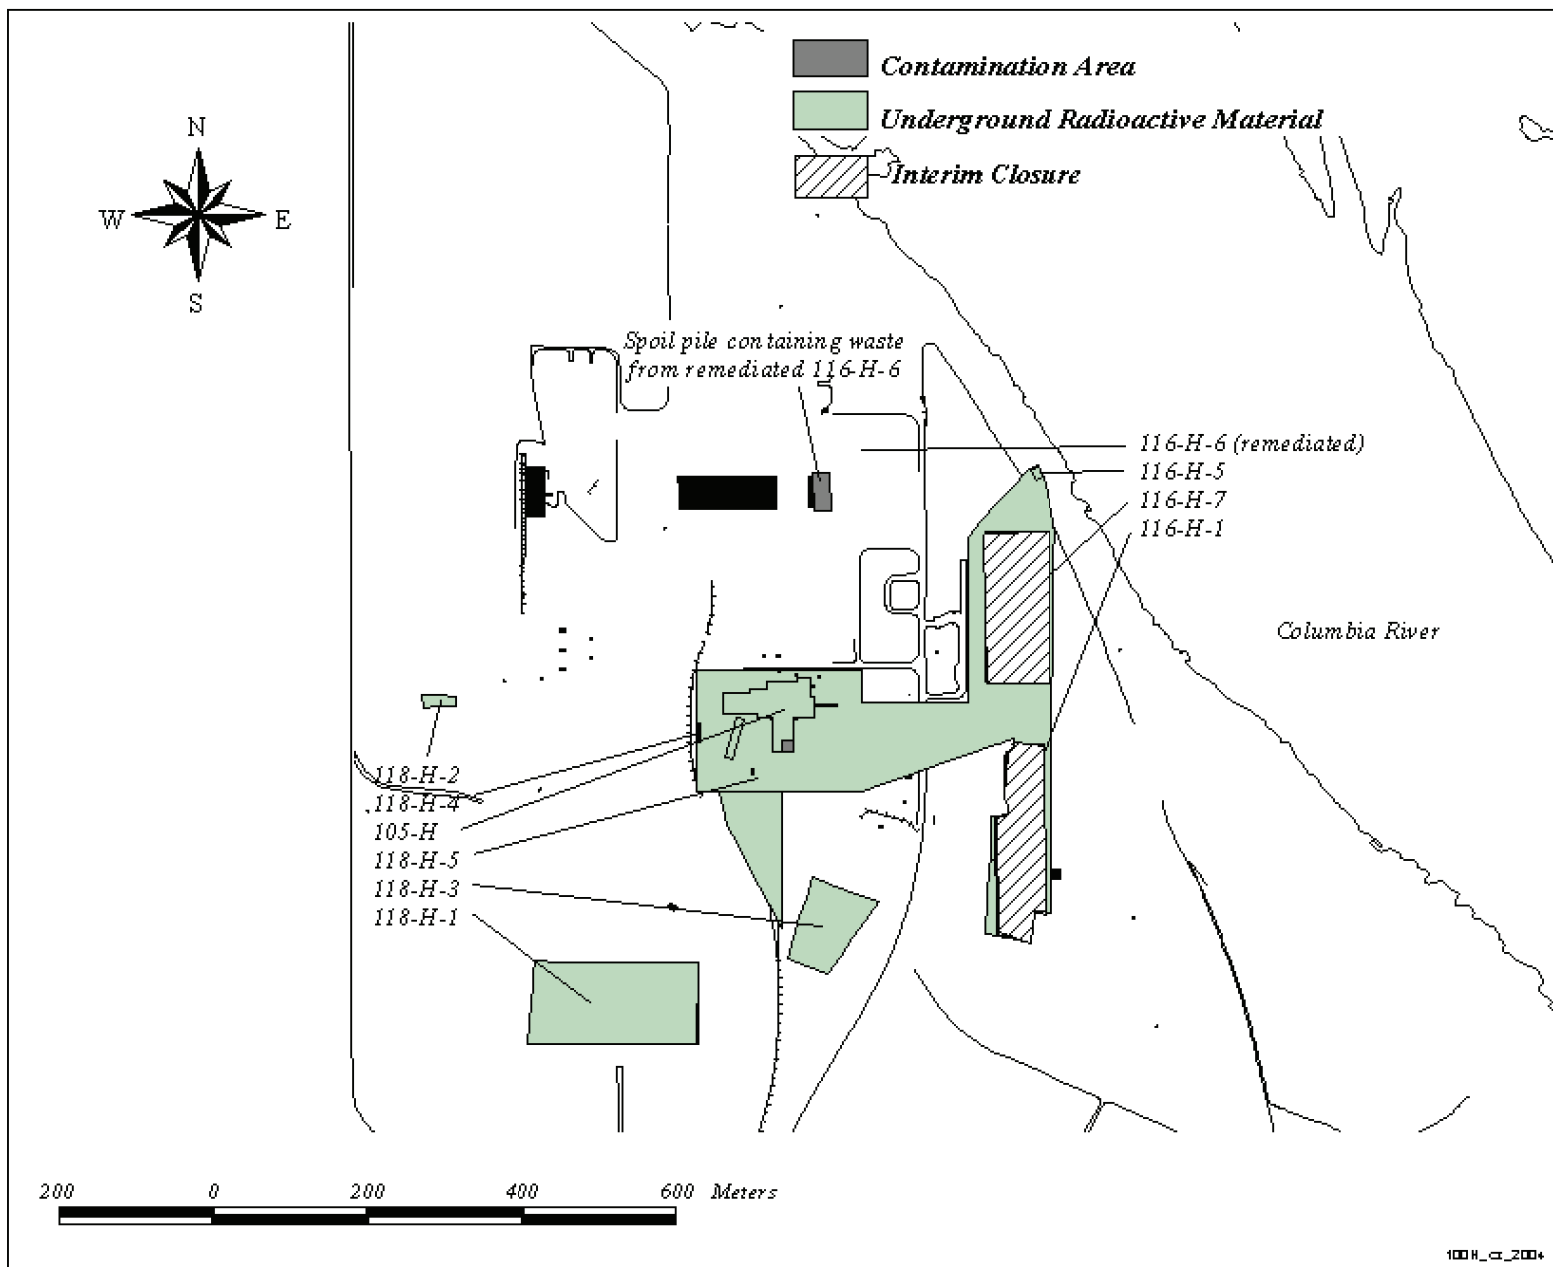 Contamination Area
Underground Radioactive Material
Interim Closure
N
W
E
S
Spoil pile containing waste
from remediated 116-H-6
116-H-6 (remediated)
116-H-5
116-H-7
116-H-1
Columbia River
118-H-2
118-H-4
105-H
118-H-5
118-H-3
118-H-1
200 0 200 400 600 Meters